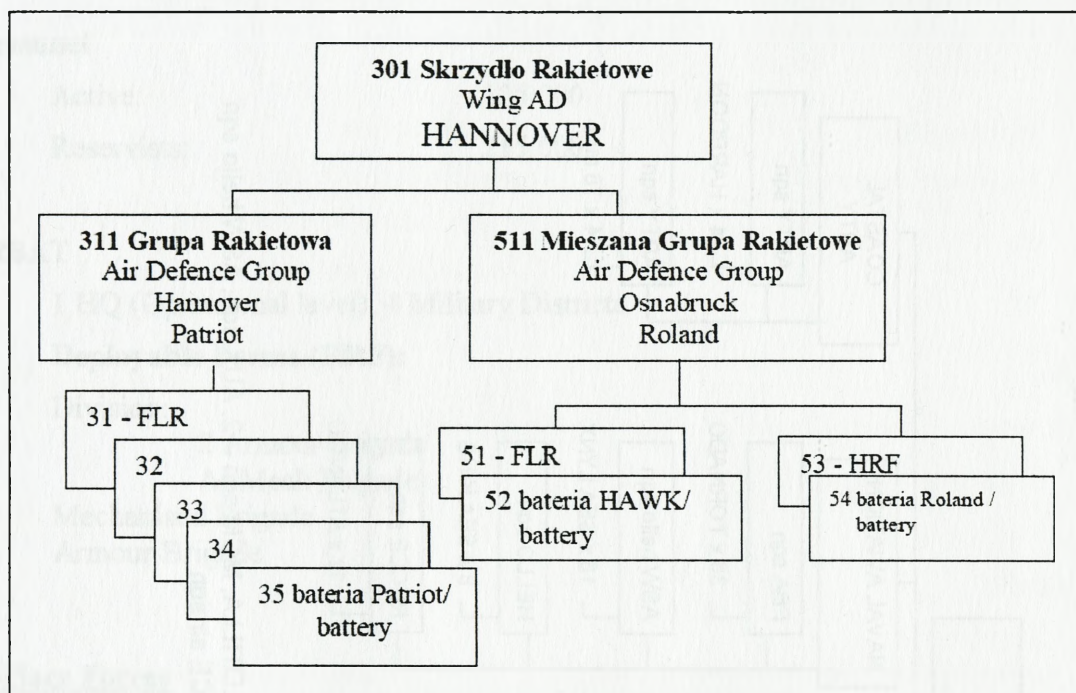 301 Skrzydło Rakietowe
Wing AD
HANNOVER
311 Grupa Rakietowa
Air Defence Group
Hannover
Patriot
511 Mieszana Grupa Rakietowe
Air Defence Group
Osnabruck
Roland
31 - FLR
32
33
34
35 bateria Patriot/
battery
51 - FLR
52 bateria HAWK/
battery
53 - HRF
54 bateria Roland /
battery